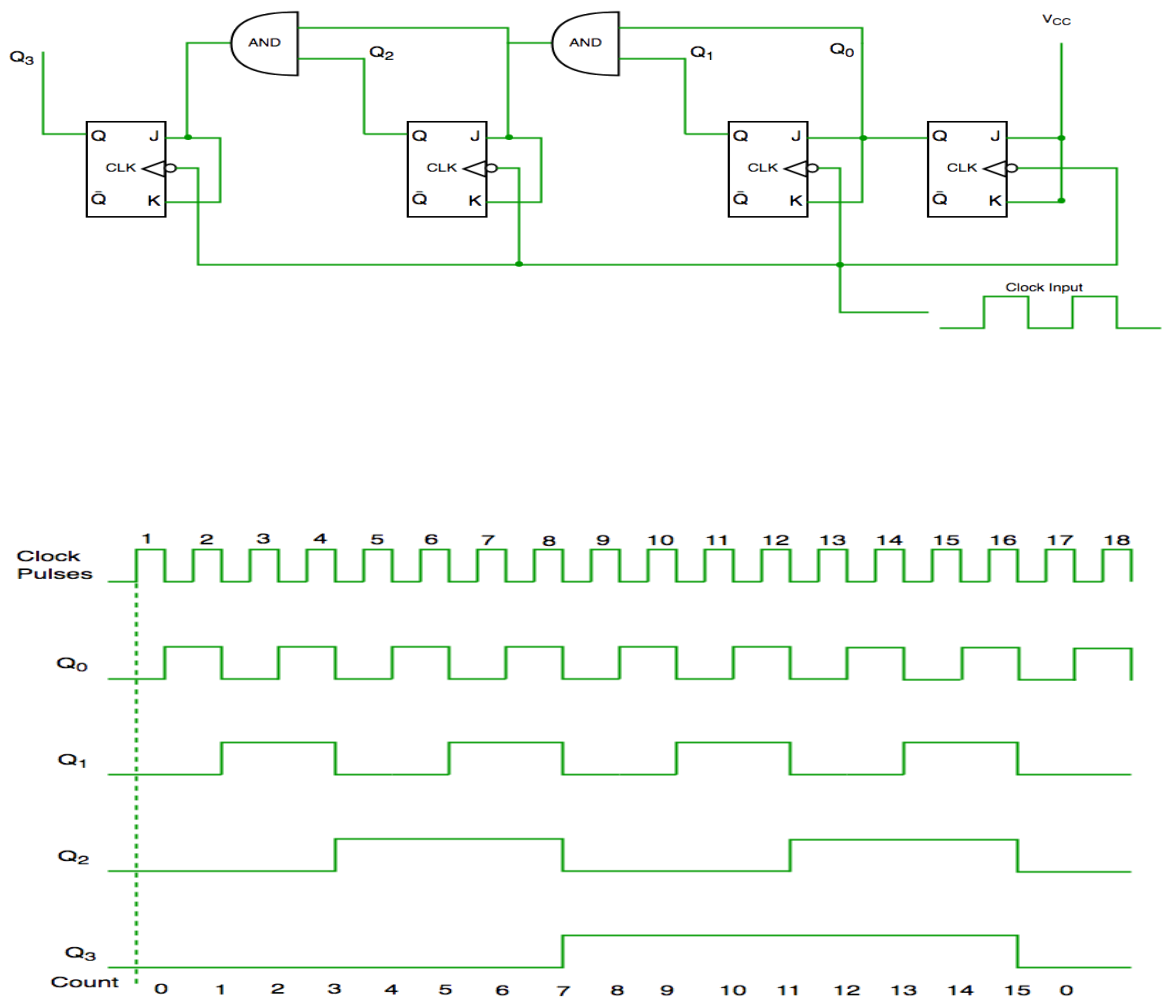 V_CC
Q₃ AND Q₂ AND Q₁ Q₀
Q J Q J Q J Q J
CLK CLK CLK CLK
Q̄ K Q̄ K Q̄ K Q̄ K
Clock Input
1 2 3 4 5 6 7 8 9 10 11 12 13 14 15 16 17 18
Clock
Pulses
Q₀
Q₁
Q₂
Q₃
Count 0 1 2 3 4 5 6 7 8 9 10 11 12 13 14 15 0